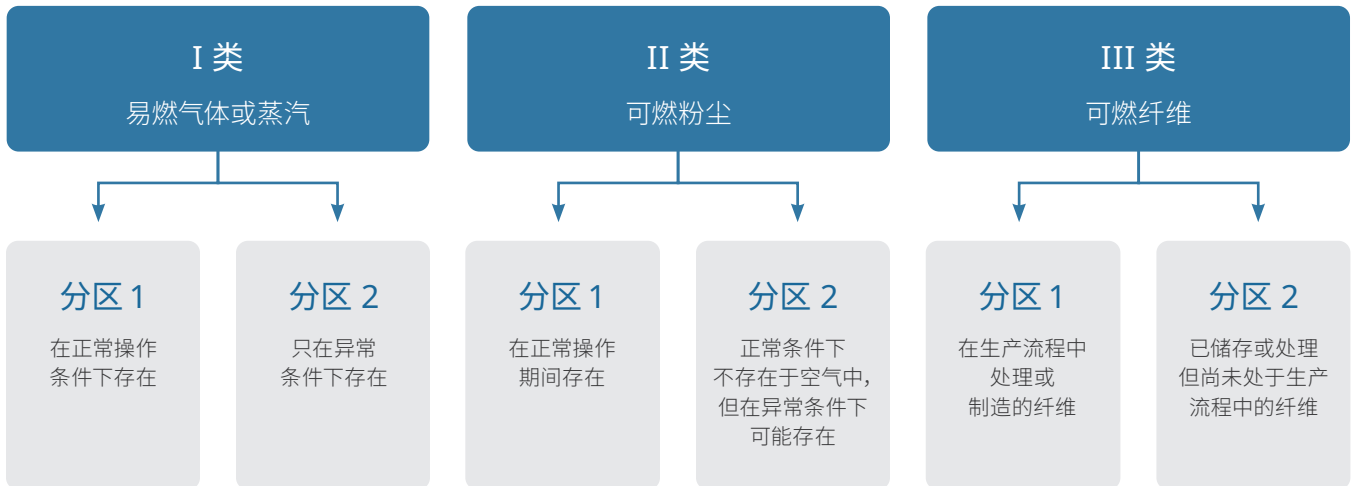 I 类
易燃气体或蒸汽
II 类
可燃粉尘
III 类
可燃纤维
分区 1
在正常操作
条件下存在
分区 2
只在异常
条件下存在
分区 1
在正常操作
期间存在
分区 2
正常条件下
不存在于空气中，
但在异常条件下
可能存在
分区 1
在生产流程中
处理或
制造的纤维
分区 2
已储存或处理
但尚未处于生产
流程中的纤维